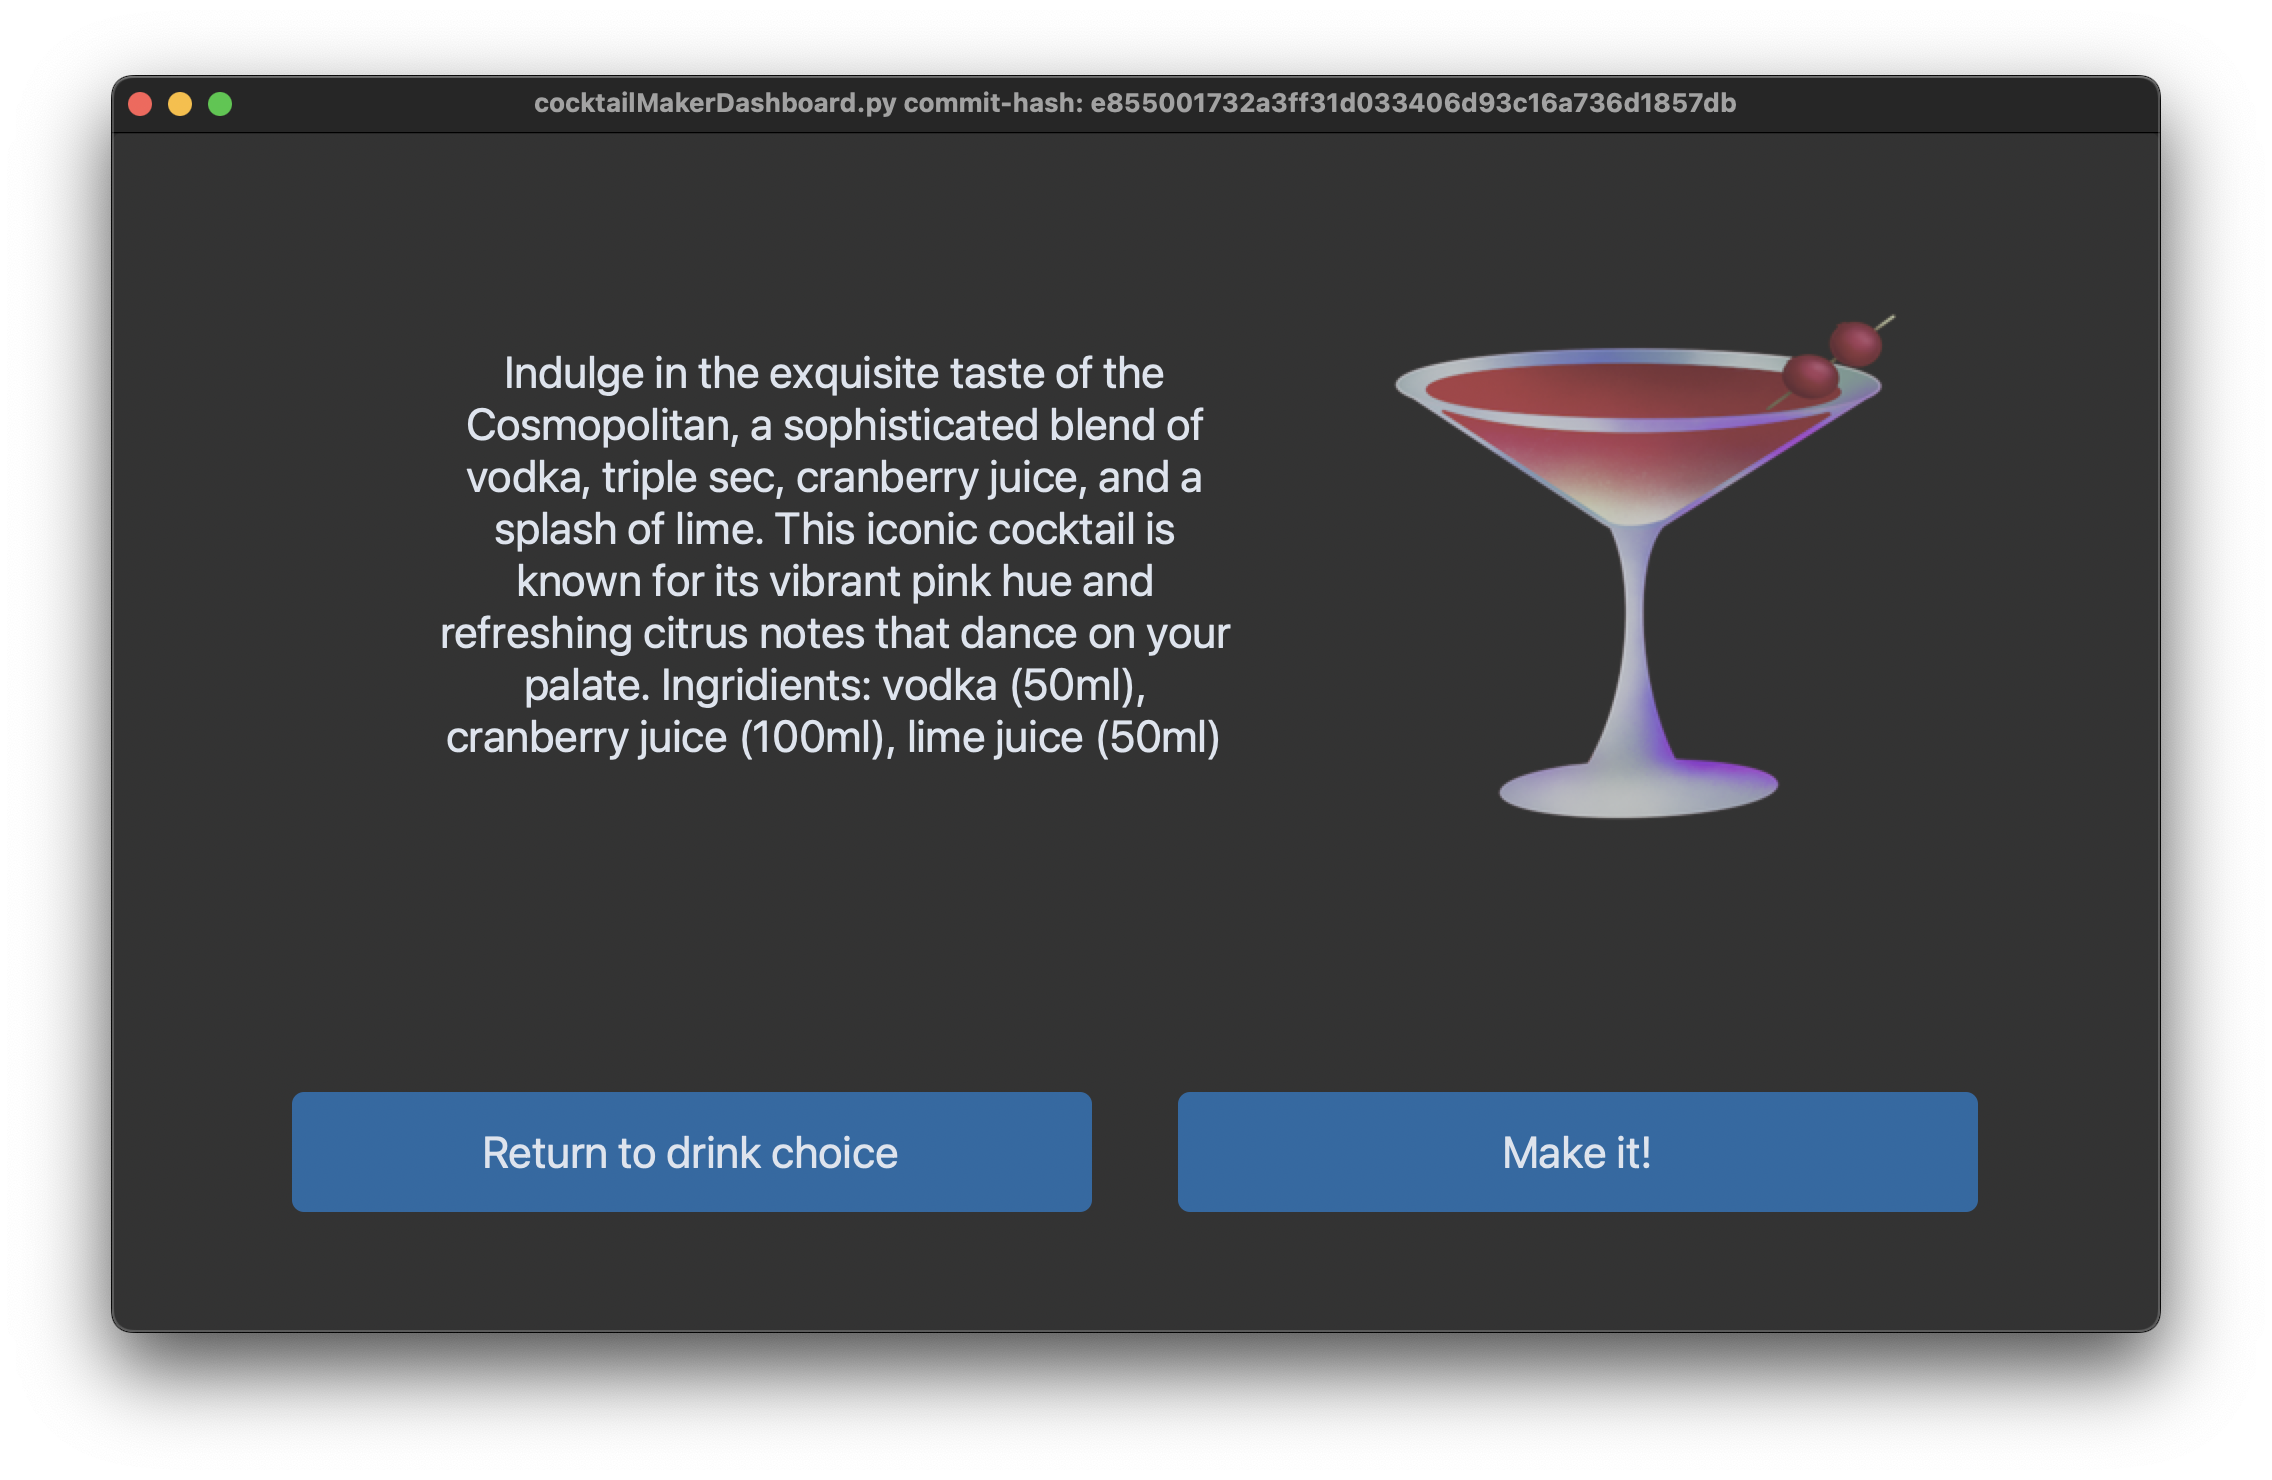 cocktailMakerDashboard.py commit-hash: e855001732a3ff31d033406d93c16a736d1857db
Indulge in the exquisite taste of the
Cosmopolitan, a sophisticated blend of
vodka, triple sec, cranberry juice, and a
splash of lime. This iconic cocktail is
known for its vibrant pink hue and
refreshing citrus notes that dance on your
palate. Ingridients: vodka (50ml),
cranberry juice (100ml), lime juice (50ml)
Return to drink choice
Make it!